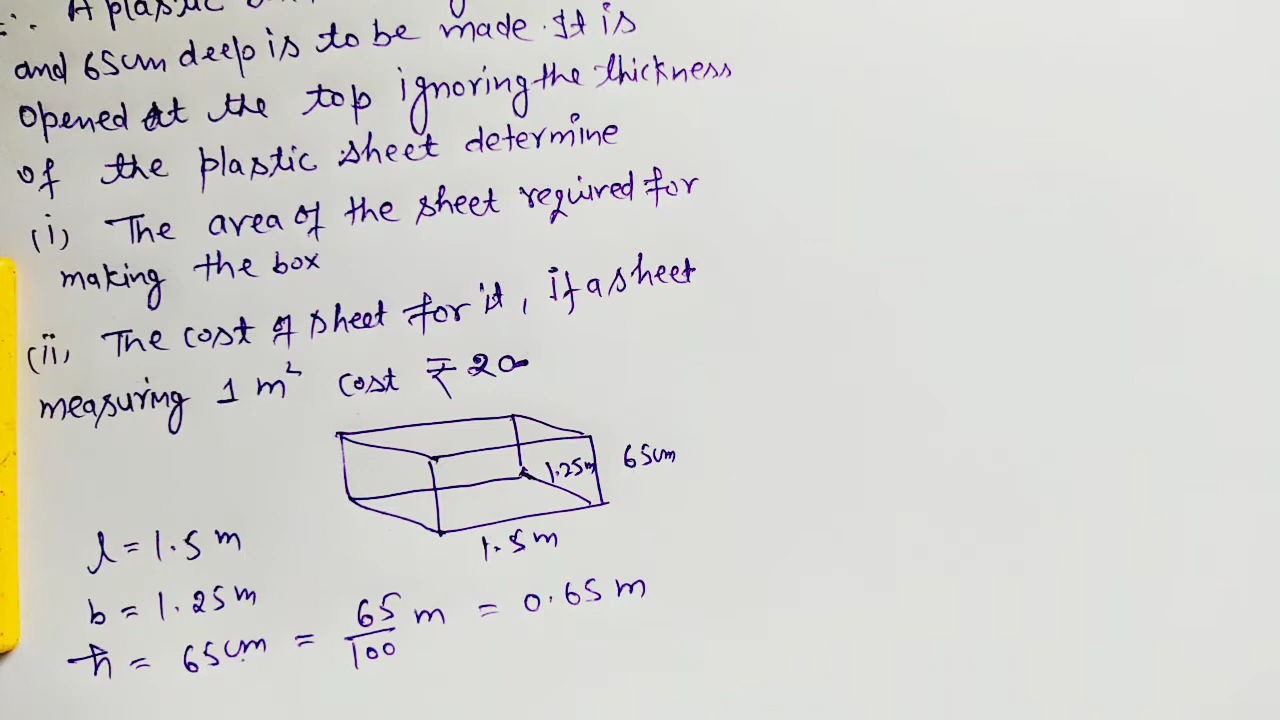 A plastic
and 65cm deep is to be made. It is
opened at the top ignoring the thickness
of the plastic sheet determine
(i) The area of the sheet required for
making the box
(ii) The cost of sheet for it, if a sheet
measuring 1 m² cost ₹ 20
1.25m 65cm
1.5m
l = 1.5 m
b = 1.25m
h = 65cm = 65/100 m = 0.65 m